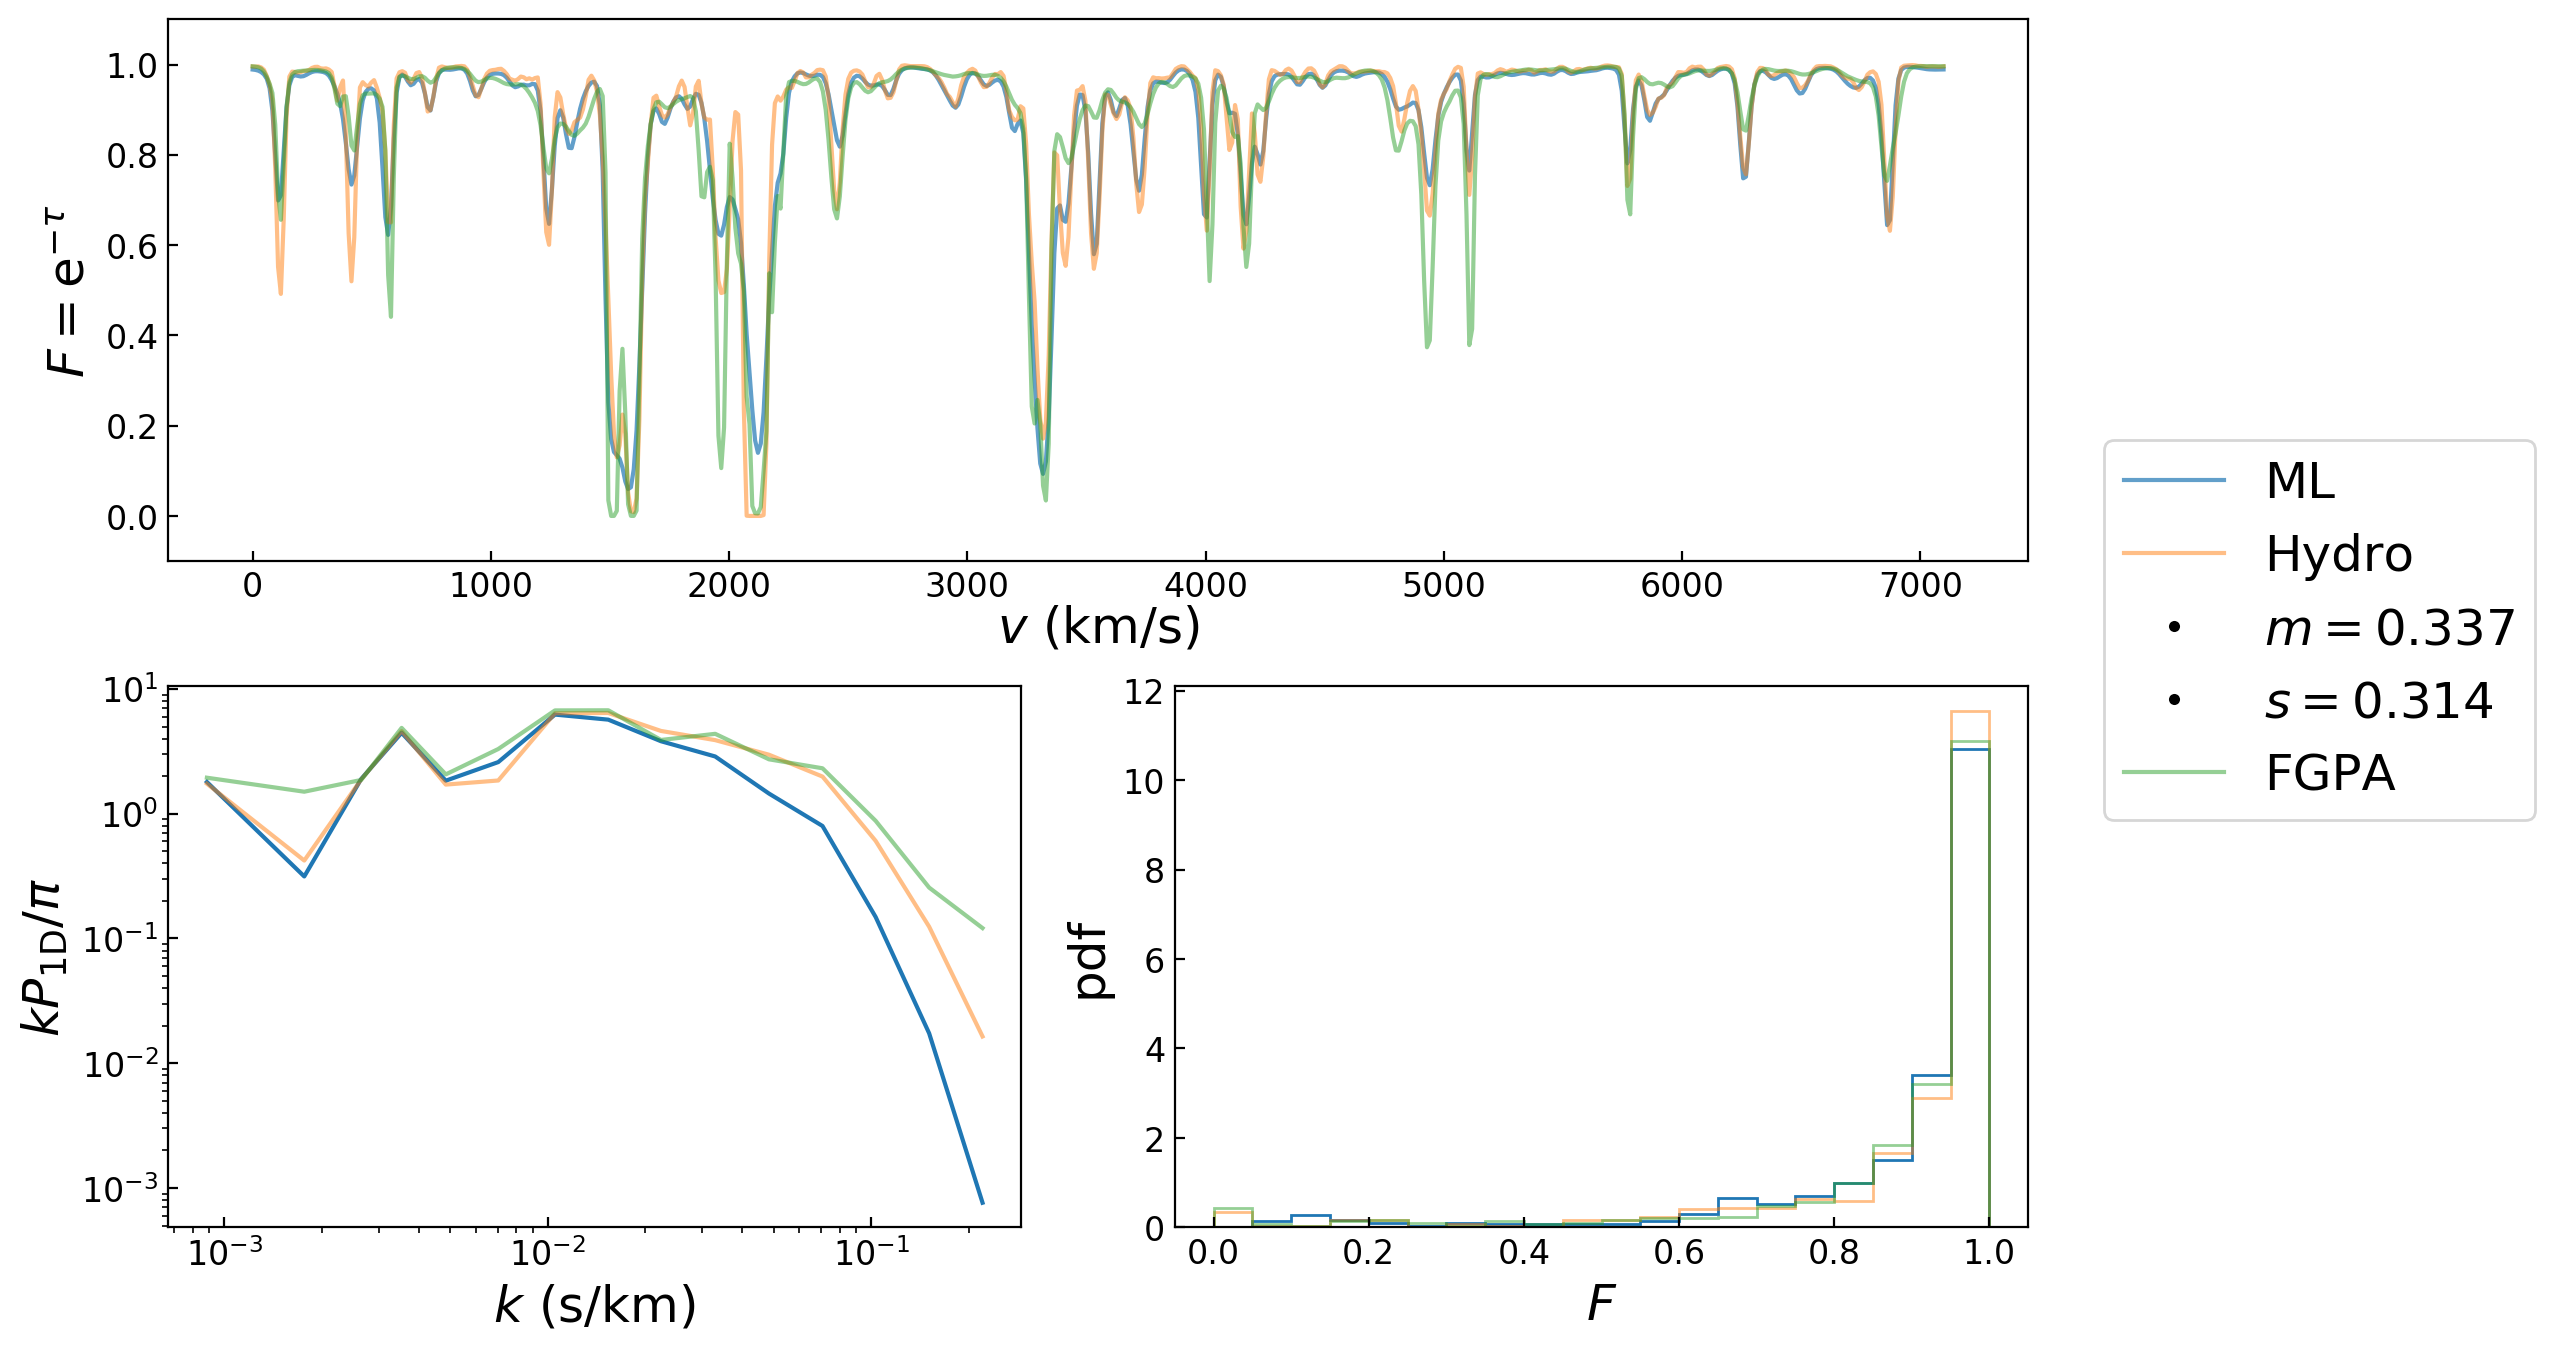 1.0
0.8
0.6
0.4
0.2
0.0
F = e^{−τ}
0 1000 2000 3000 4000 5000 6000 7000
v (km/s)
ML
Hydro
m = 0.337
s = 0.314
FGPA
10^1
10^0
10^{−1}
10^{−2}
10^{−3}
kP_{1D}/π
10^{−3} 10^{−2} 10^{−1}
k (s/km)
12
10
8
6
4
2
0
pdf
0.0 0.2 0.4 0.6 0.8 1.0
F